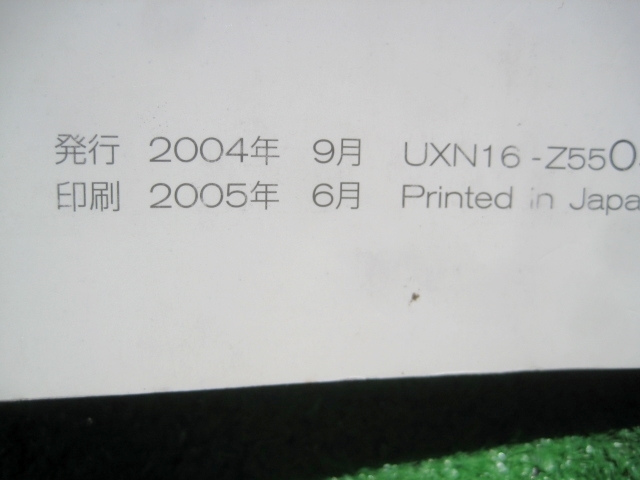 発行 2004年 9月 UXN16-Z550
印刷 2005年 6月 Printed in Japa